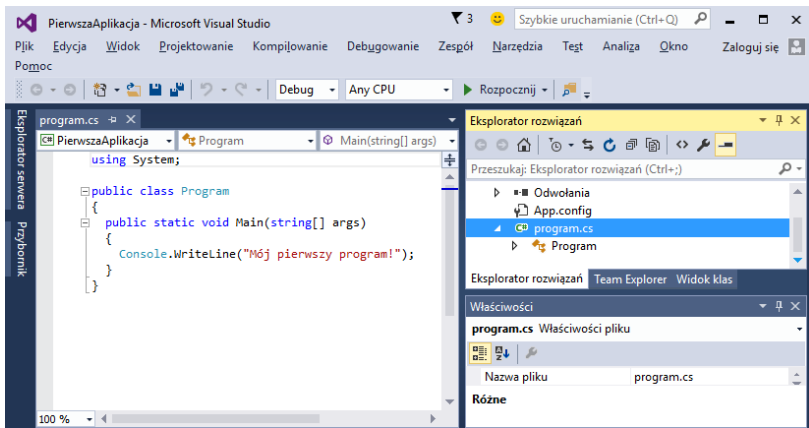 PierwszaAplikacja - Microsoft Visual Studio
3
Szybkie uruchamianie (Ctrl+Q)
Plik Edycja Widok Projektowanie Kompilowanie Debugowanie Zespół Narzędzia Test Analiza Okno Zaloguj się
Pomoc
Debug Any CPU Rozpocznij
Eksplorator serwera
Przybornik
program.cs
PierwszaAplikacja Program Main(string[] args)
using System;
public class Program
{
public static void Main(string[] args)
{
Console.WriteLine("Mój pierwszy program!");
}
}
100 %
Eksplorator rozwiązań
Przeszukaj: Eksplorator rozwiązań (Ctrl+;)
Odwołania
App.config
C# program.cs
Program
Eksplorator rozwiązań Team Explorer Widok klas
Właściwości
program.cs Właściwości pliku
Nazwa pliku program.cs
Różne